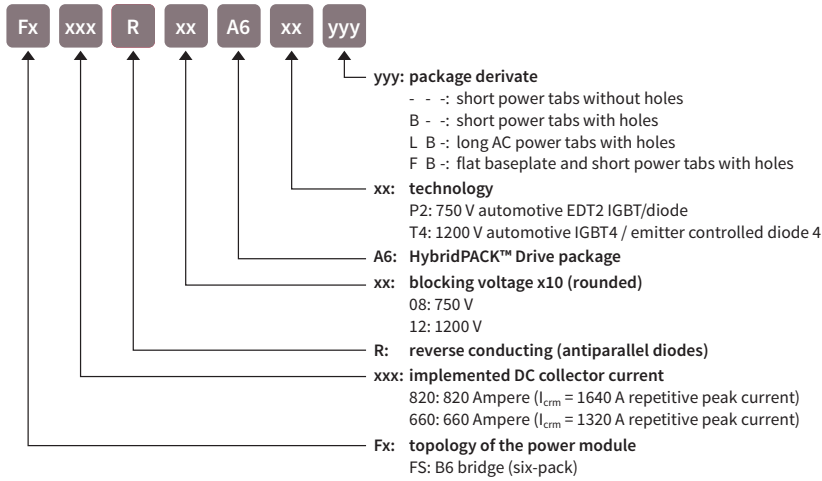 Fx xxx R xx A6 xx yyy
yyy: package derivate
- - -: short power tabs without holes
B - -: short power tabs with holes
L B -: long AC power tabs with holes
F B -: flat baseplate and short power tabs with holes
xx: technology
P2: 750 V automotive EDT2 IGBT/diode
T4: 1200 V automotive IGBT4 / emitter controlled diode 4
A6: HybridPACK™ Drive package
xx: blocking voltage x10 (rounded)
08: 750 V
12: 1200 V
R: reverse conducting (antiparallel diodes)
xxx: implemented DC collector current
820: 820 Ampere (Icrm = 1640 A repetitive peak current)
660: 660 Ampere (Icrm = 1320 A repetitive peak current)
Fx: topology of the power module
FS: B6 bridge (six-pack)